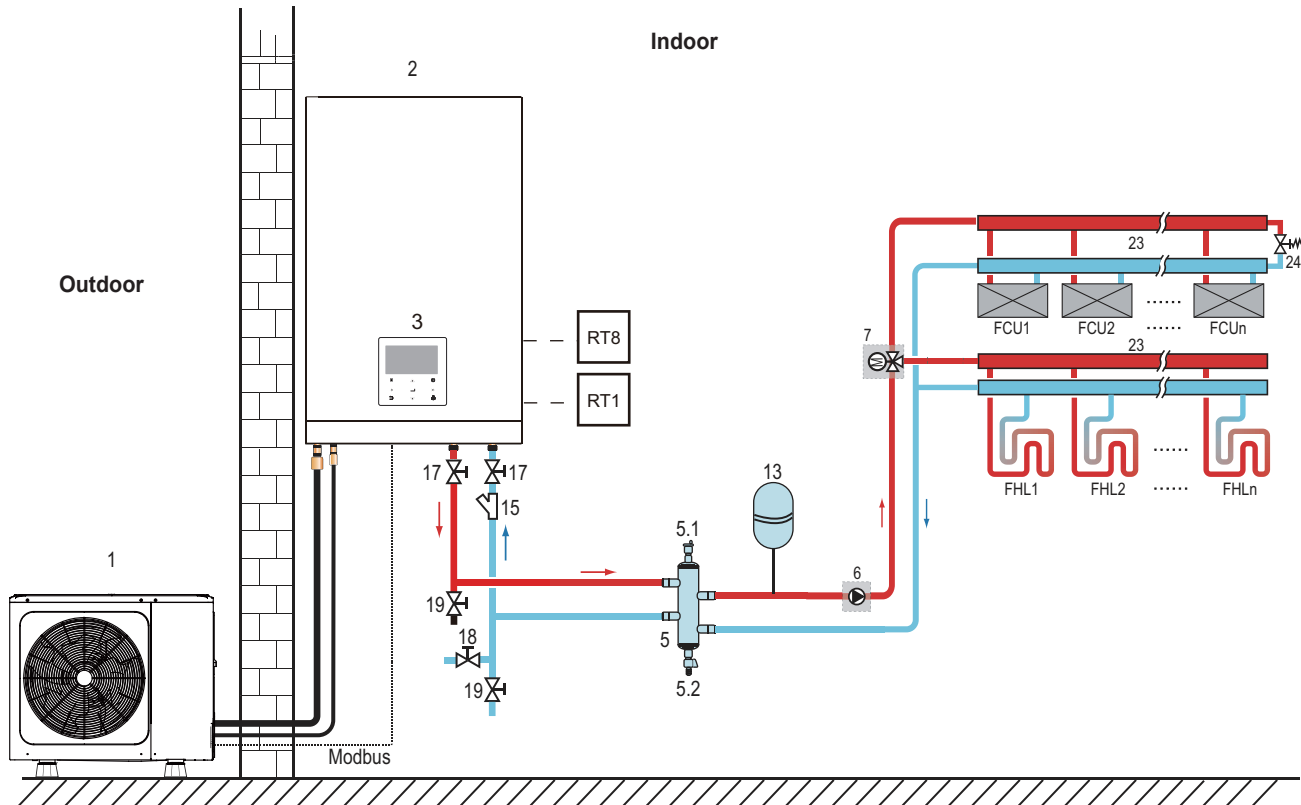 Indoor
2
Outdoor
3
RT8
RT1
23
24
FCU1 FCU2 ...... FCUn
......
7
23
17 17
15
13
FHL1 FHL2 ...... FHLn
5.1
1
6
19
18
5
19
5.2
Modbus